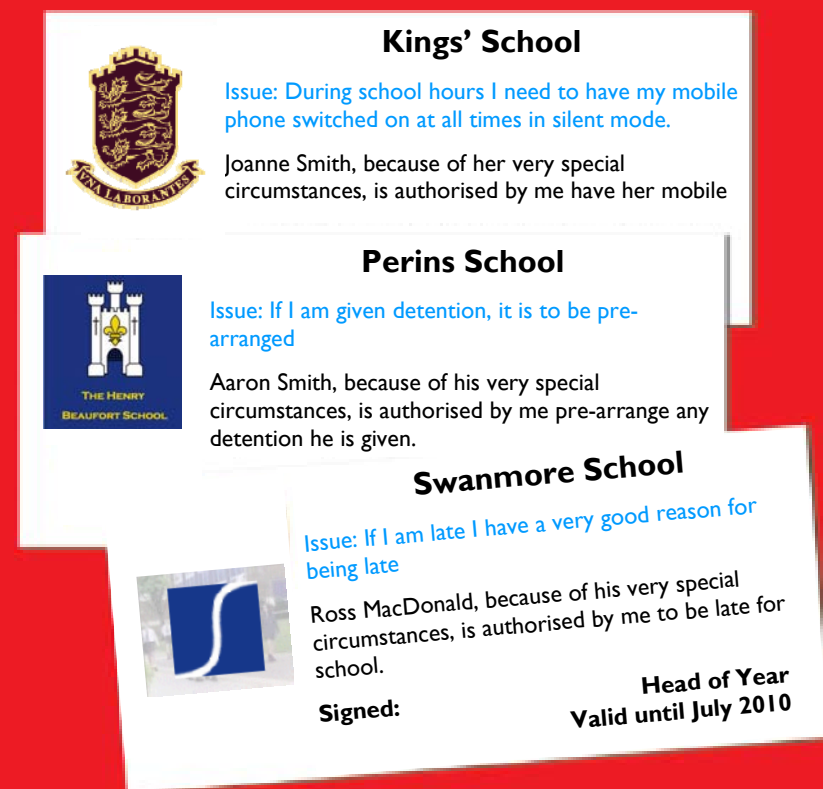 Kings' School
Issue: During school hours I need to have my mobile
phone switched on at all times in silent mode.
Joanne Smith, because of her very special
circumstances, is authorised by me have her mobile
VNA LABORANTES
Perins School
Issue: If I am given detention, it is to be pre-
arranged
Aaron Smith, because of his very special
circumstances, is authorised by me pre-arrange any
detention he is given.
THE HENRY
BEAUFORT SCHOOL
Swanmore School
Issue: If I am late I have a very good reason for
being late
Ross MacDonald, because of his very special
circumstances, is authorised by me to be late for
school.
Signed:
Head of Year
Valid until July 2010